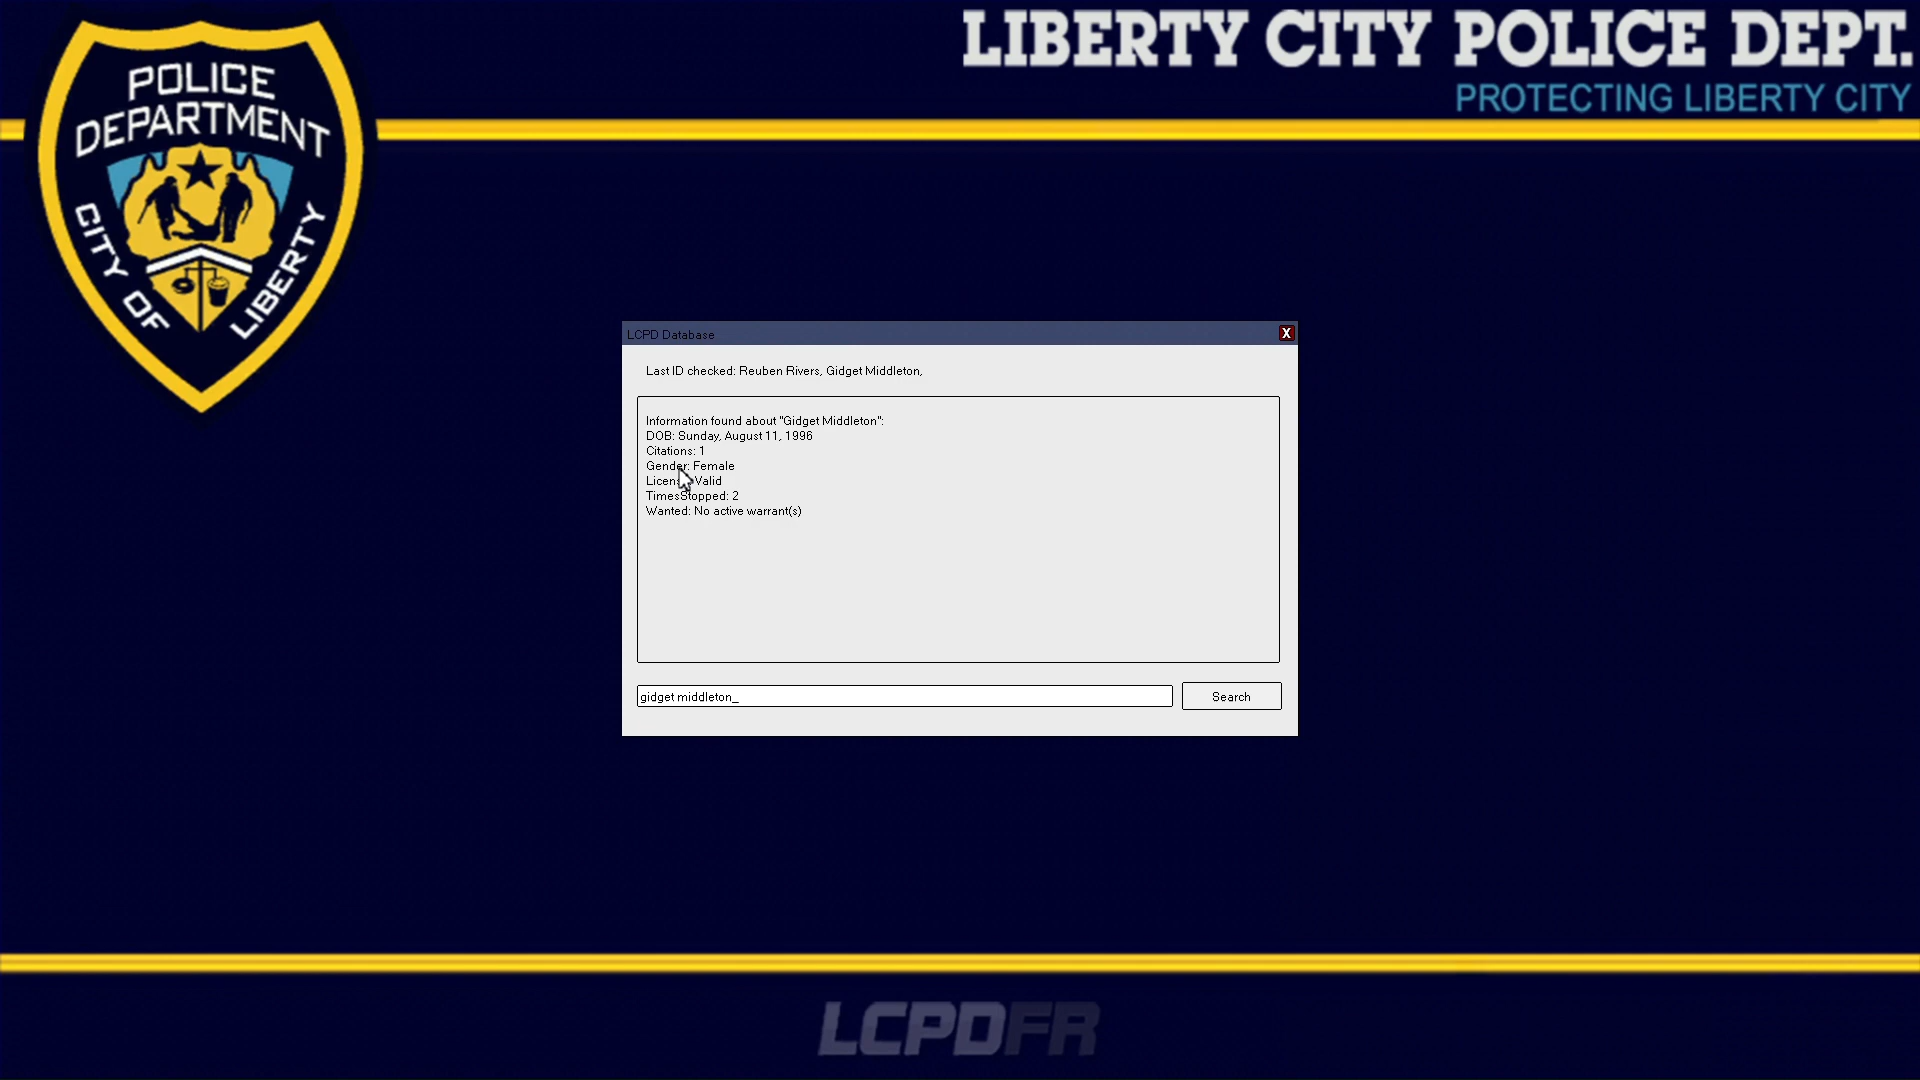 LIBERTY CITY POLICE DEPT.
PROTECTING LIBERTY CITY
POLICE
DEPARTMENT
CITY OF LIBERTY
LCPD Database
X
Last ID checked: Reuben Rivers, Gidget Middleton,
Information found about "Gidget Middleton":
DOB: Sunday, August 11, 1996
Citations: 1
Gender: Female
Licens Valid
TimesStopped: 2
Wanted: No active warrant(s)
gidget middleton_
Search
LCPDFR